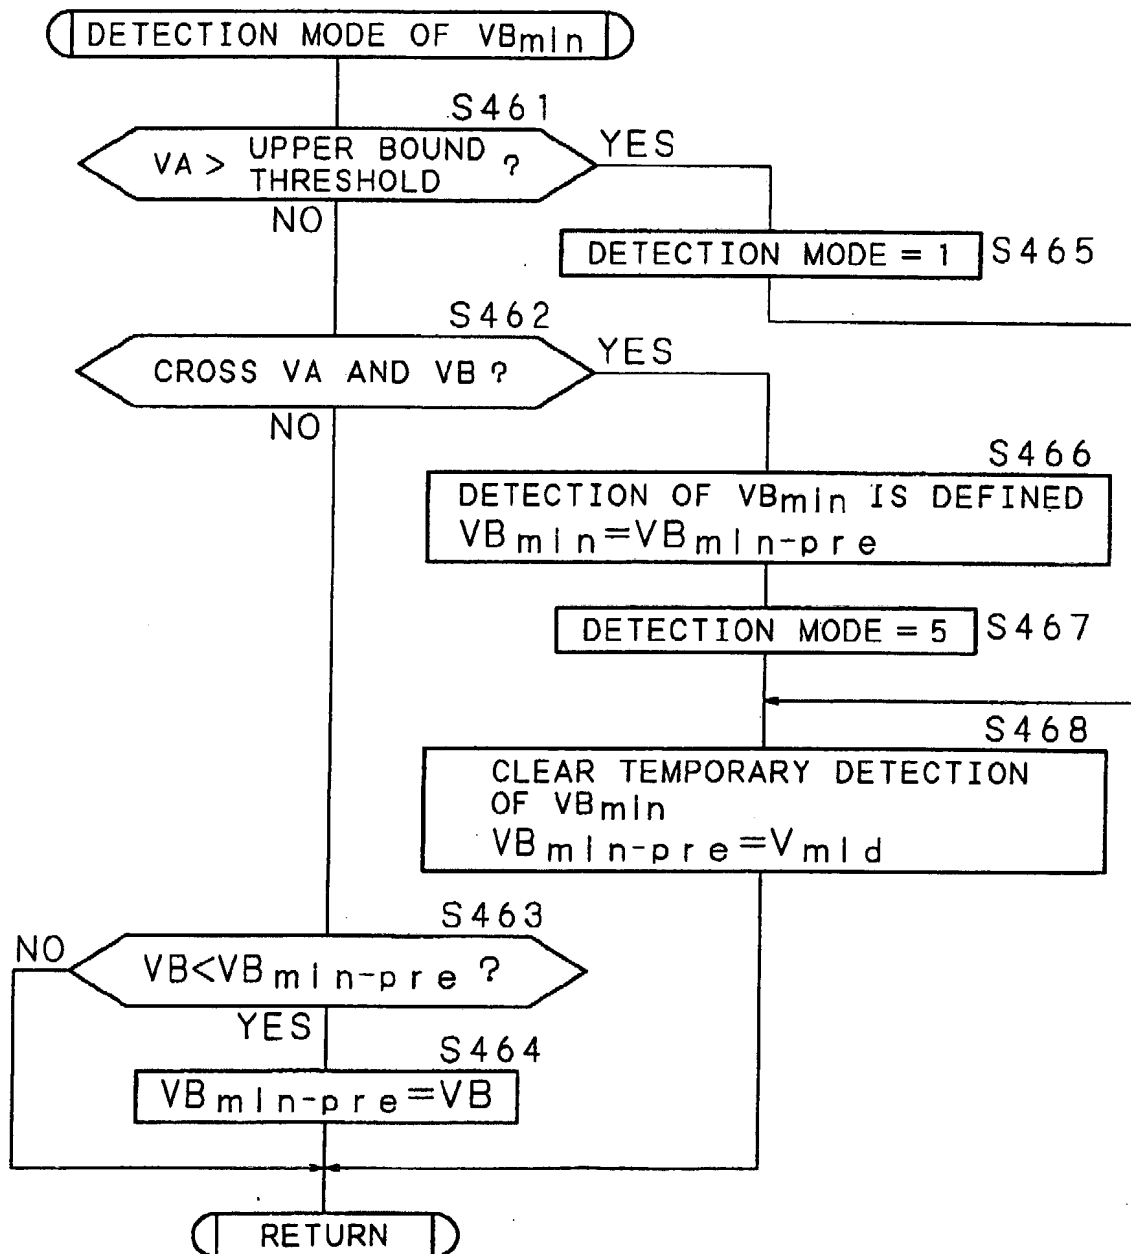 DETECTION MODE OF VBmin
S461
VA > UPPER BOUND THRESHOLD ?
YES
NO
DETECTION MODE = 1
S465
S462
CROSS VA AND VB ?
YES
NO
S466
DETECTION OF VBmin IS DEFINED
VBmin=VBmin-pre
DETECTION MODE = 5
S467
S468
CLEAR TEMPORARY DETECTION
OF VBmin
VBmin-pre=Vmid
S463
NO
VB<VBmin-pre ?
YES
S464
VBmin-pre=VB
RETURN